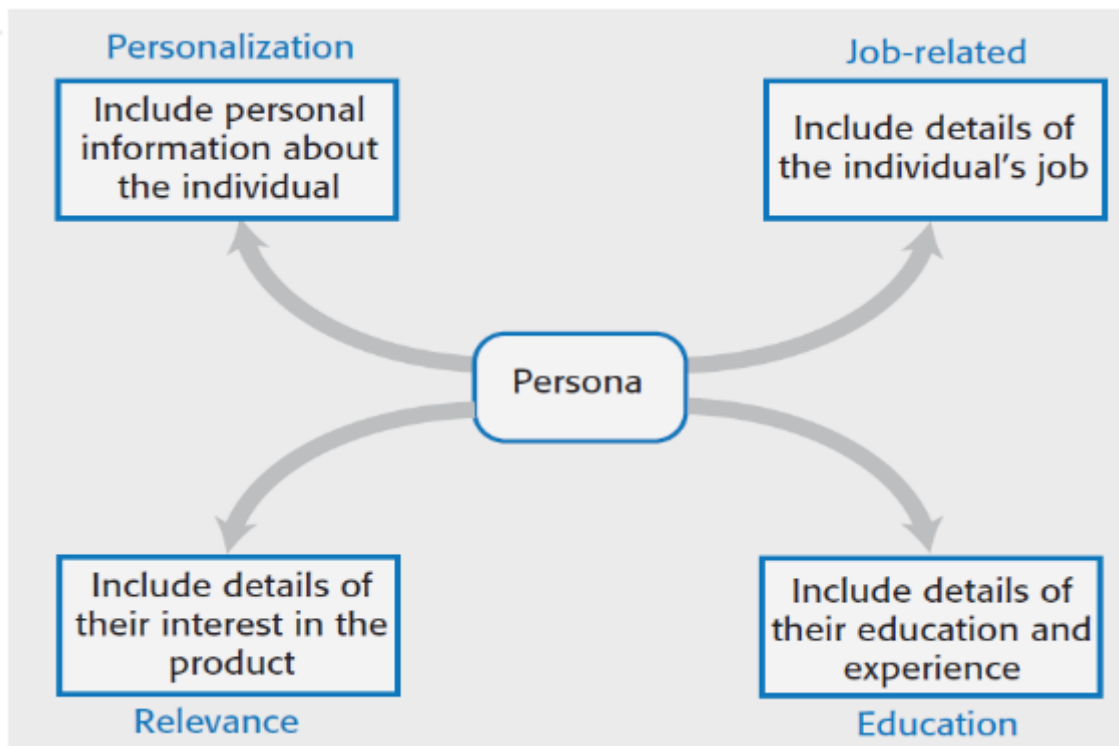 Personalization
Include personal
information about
the individual
Job-related
Include details of
the individual's job
Persona
Include details of
their interest in the
product
Relevance
Include details of
their education and
experience
Education